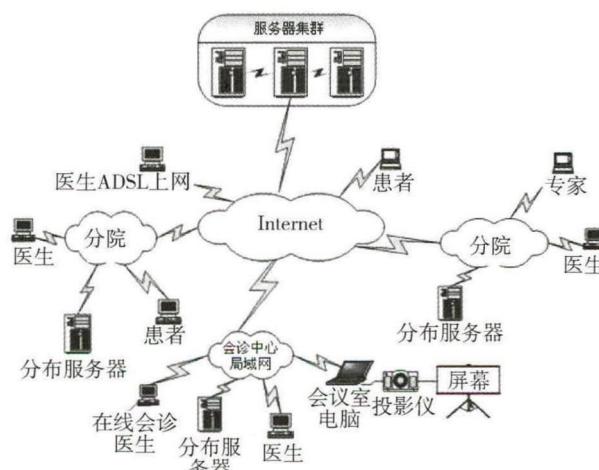 服务器集群
医生ADSL上网
患者
专家
Internet
医生
分院
分院
医生
分布服务器
患者
分布服务器
会诊中心
局域网
在线会诊
医生
分布服
务器
医生
会议室
电脑
投影仪
屏幕